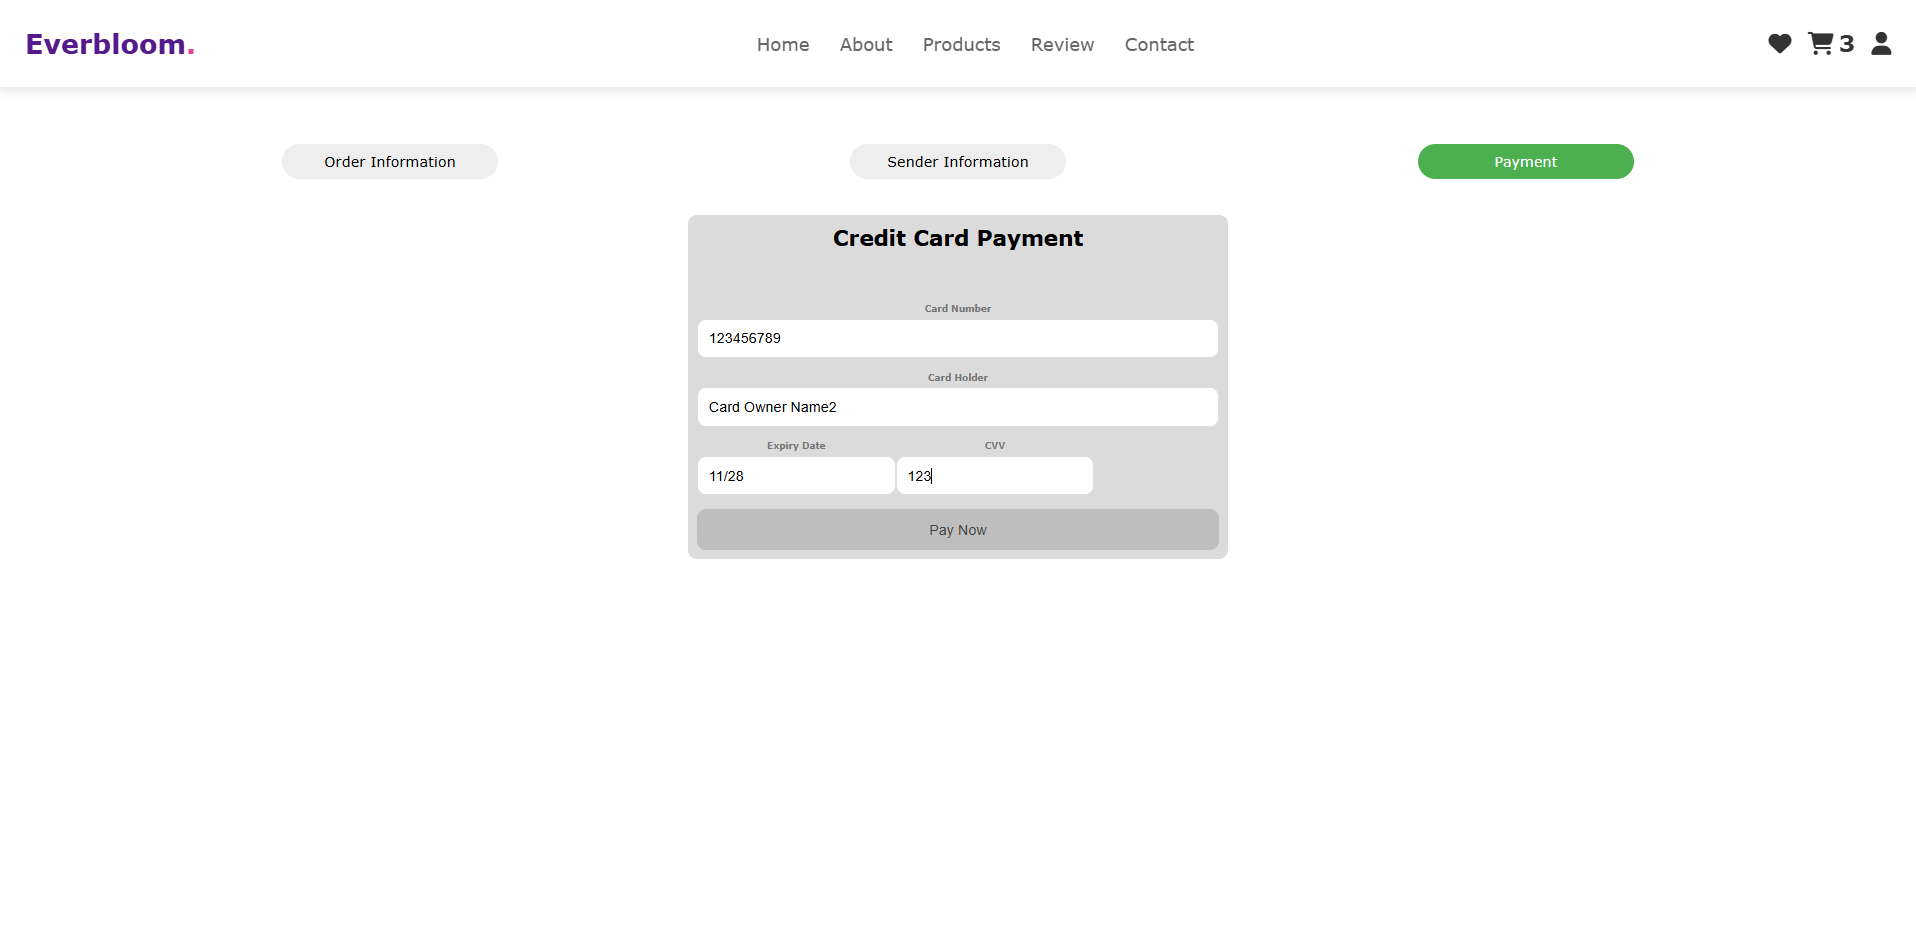 Everbloom.
Home About Products Review Contact
3
Order Information
Sender Information
Payment
Credit Card Payment
Card Number
123456789
Card Holder
Card Owner Name2
Expiry Date CVV
11/28 123
Pay Now